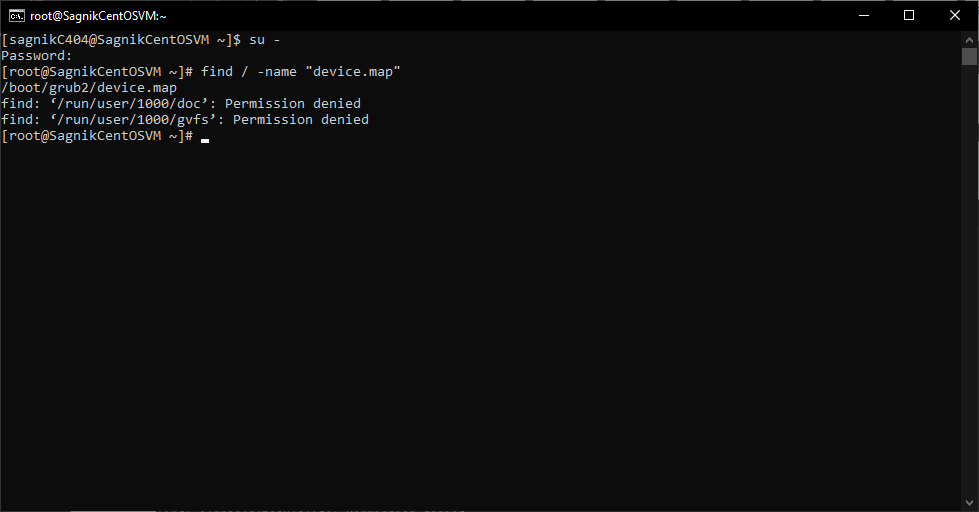 root@SagnikCentOSVM:~
[sagnikC404@SagnikCentOSVM ~]$ su -
Password:
[root@SagnikCentOSVM ~]# find / -name "device.map"
/boot/grub2/device.map
find: ‘/run/user/1000/doc’: Permission denied
find: ‘/run/user/1000/gvfs’: Permission denied
[root@SagnikCentOSVM ~]#